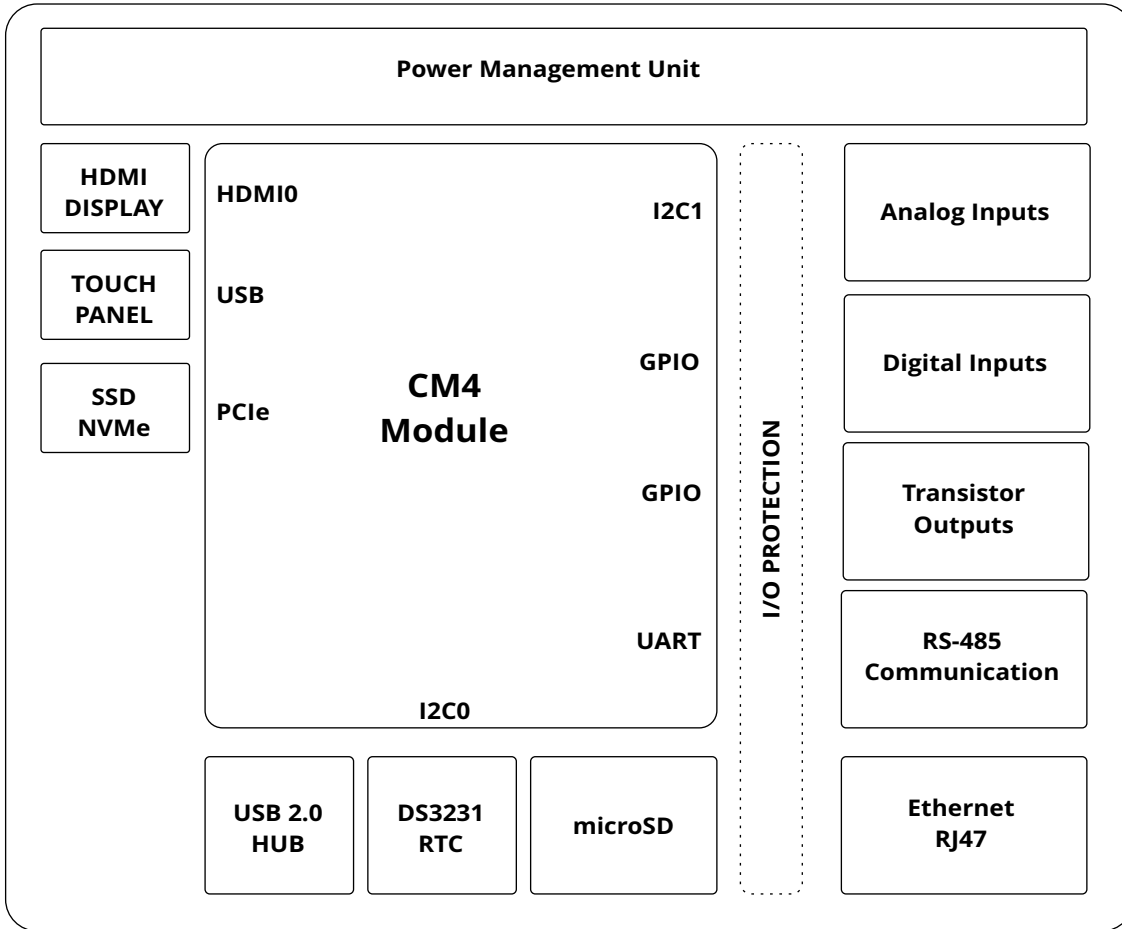 Power Management Unit
HDMI
DISPLAY
TOUCH
PANEL
SSD
NVMe
HDMI0
USB
PCIe
CM4
Module
I2C1
GPIO
GPIO
UART
I2C0
I/O PROTECTION
Analog Inputs
Digital Inputs
Transistor
Outputs
RS-485
Communication
USB 2.0
HUB
DS3231
RTC
microSD
Ethernet
RJ47